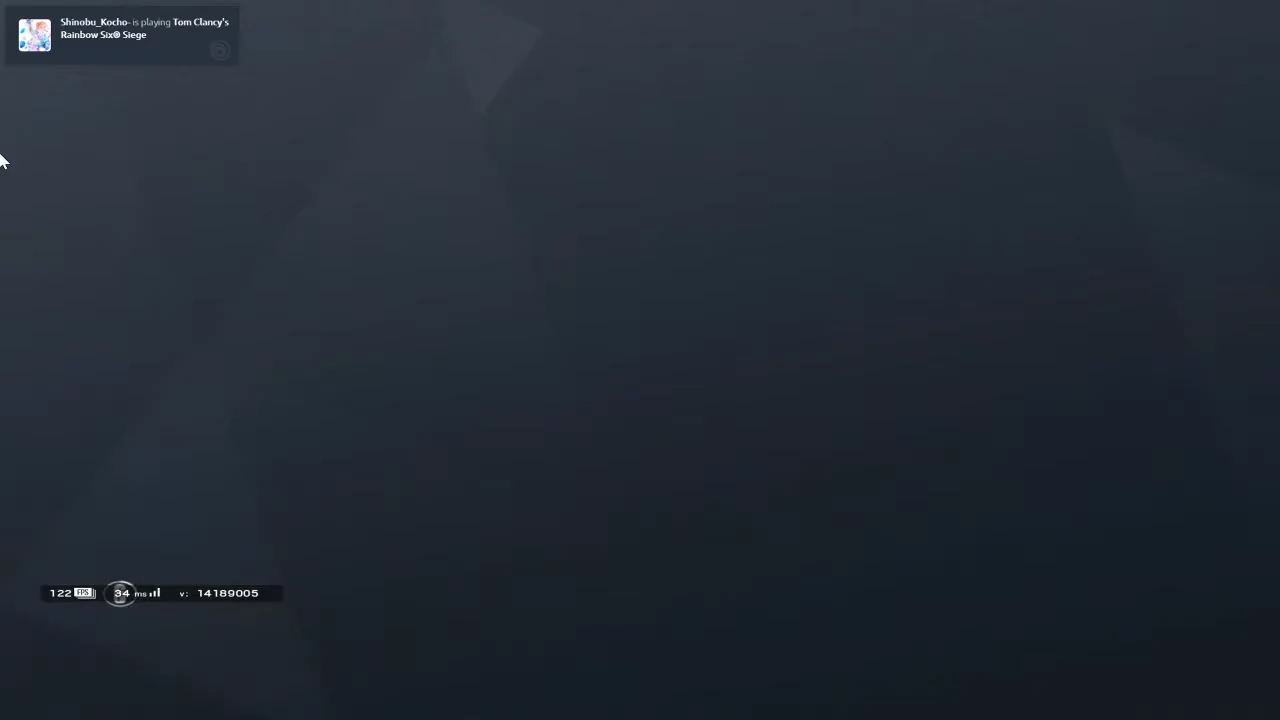 Shinobu_Kocho- is playing Tom Clancy's
Rainbow Six® Siege
122 FPS 34 ms v: 14189005